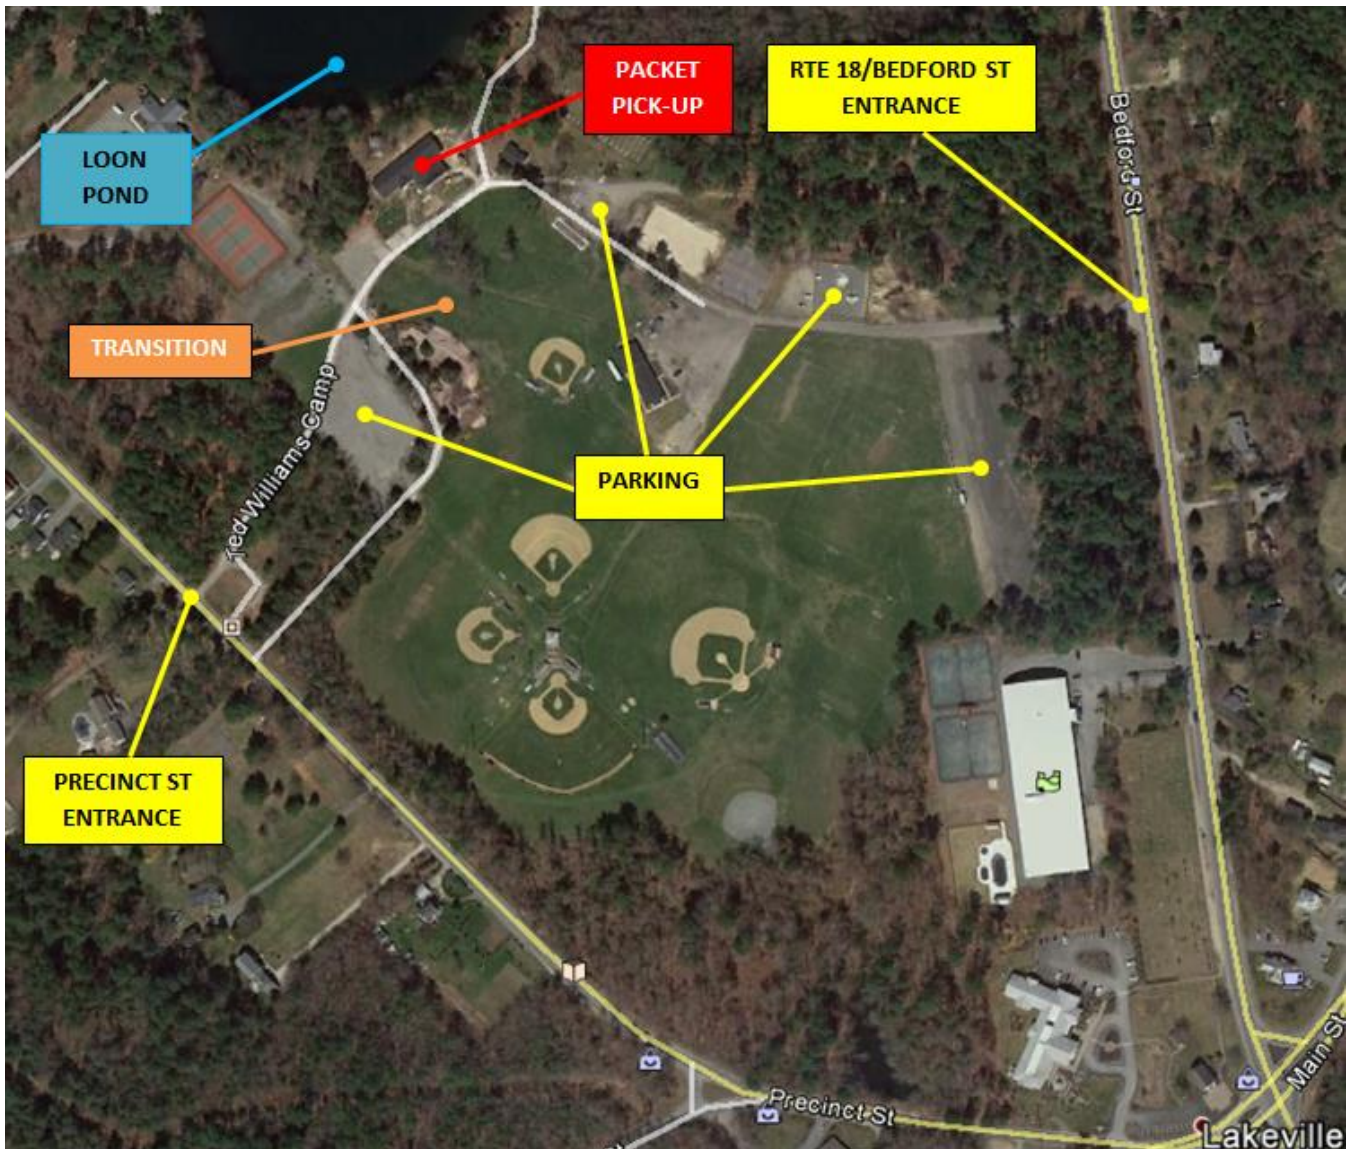 PACKET
PICK-UP
RTE 18/BEDFORD ST
ENTRANCE
Bedford St
LOON
POND
TRANSITION
Ted Williams Camp
PARKING
PRECINCT ST
ENTRANCE
Precinct St
Main St
Lakeville